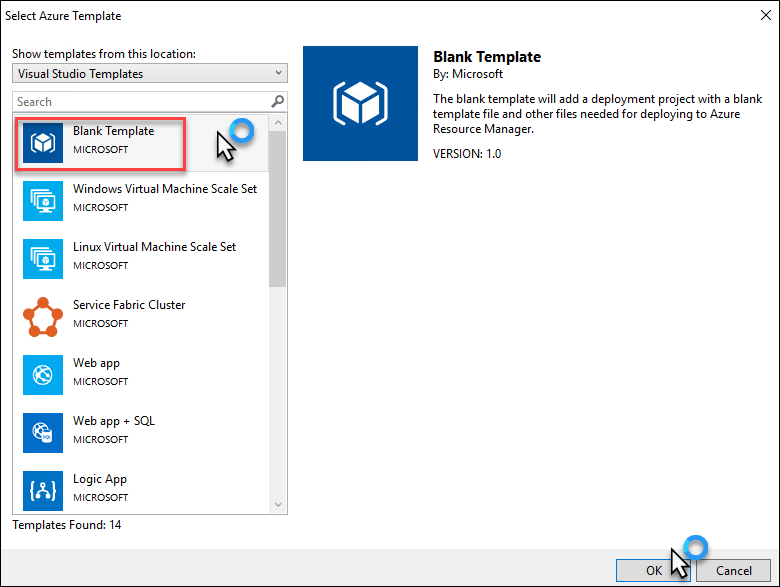 Select Azure Template
Show templates from this location:
Visual Studio Templates
Search
Blank Template
MICROSOFT
Windows Virtual Machine Scale Set
MICROSOFT
Linux Virtual Machine Scale Set
MICROSOFT
Service Fabric Cluster
MICROSOFT
Web app
MICROSOFT
Web app + SQL
MICROSOFT
SQL
Logic App
MICROSOFT
Templates Found: 14
Blank Template
By: Microsoft
The blank template will add a deployment project with a blank
template file and other files needed for deploying to Azure
Resource Manager.
VERSION: 1.0
OK
Cancel